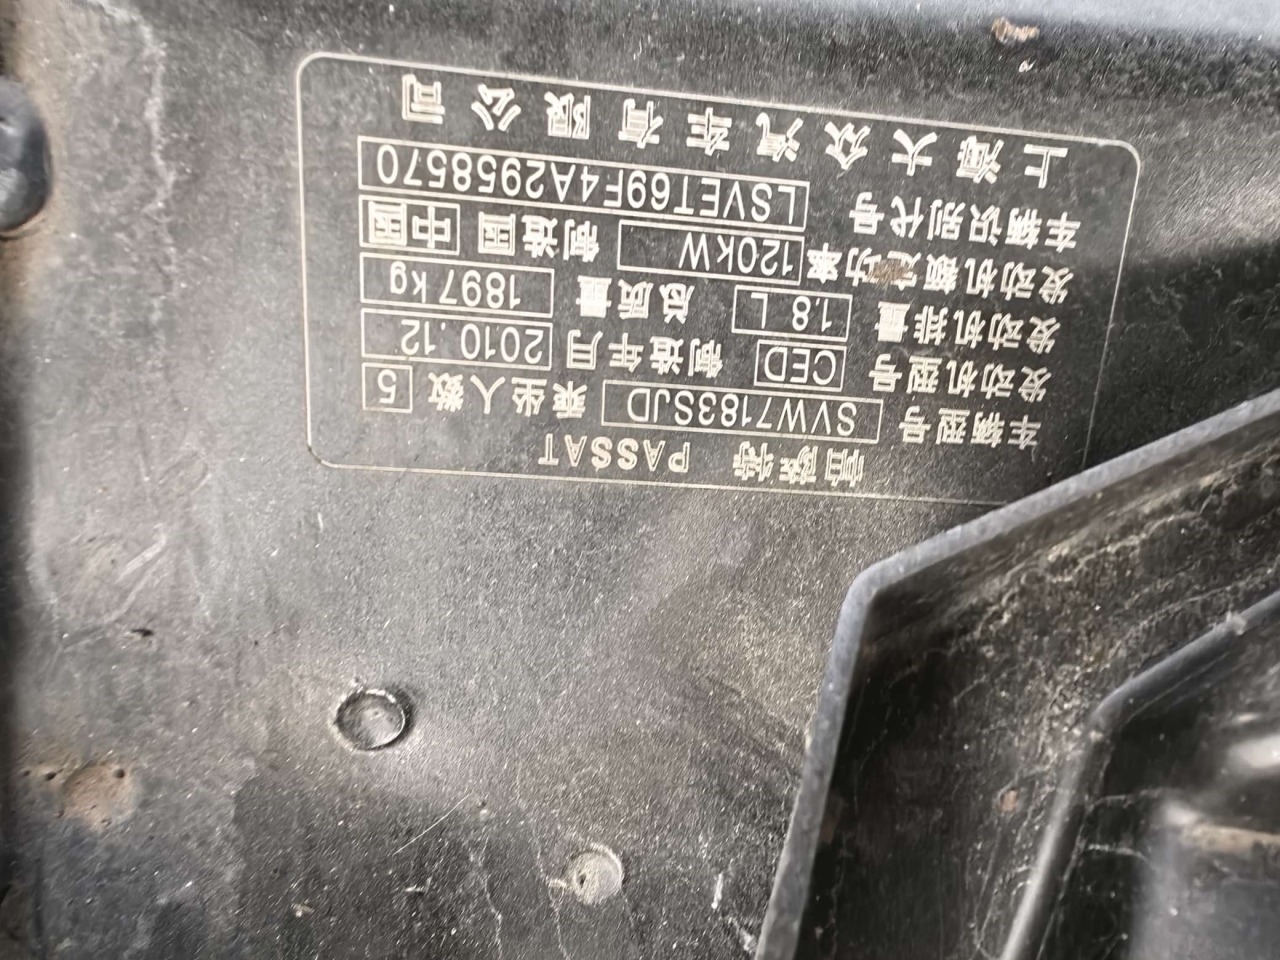 帕萨特 PASSAT
车辆型号 SVW7183SJD 乘坐人数 5
发动机型号 CED 制造年月 2010.12
发动机排量 1.8 L 总质量 1897 kg
发动机额定功率 120kW 制造国 中国
车辆识别代号 LSVET69F4A2958570
上海大众汽车有限公司